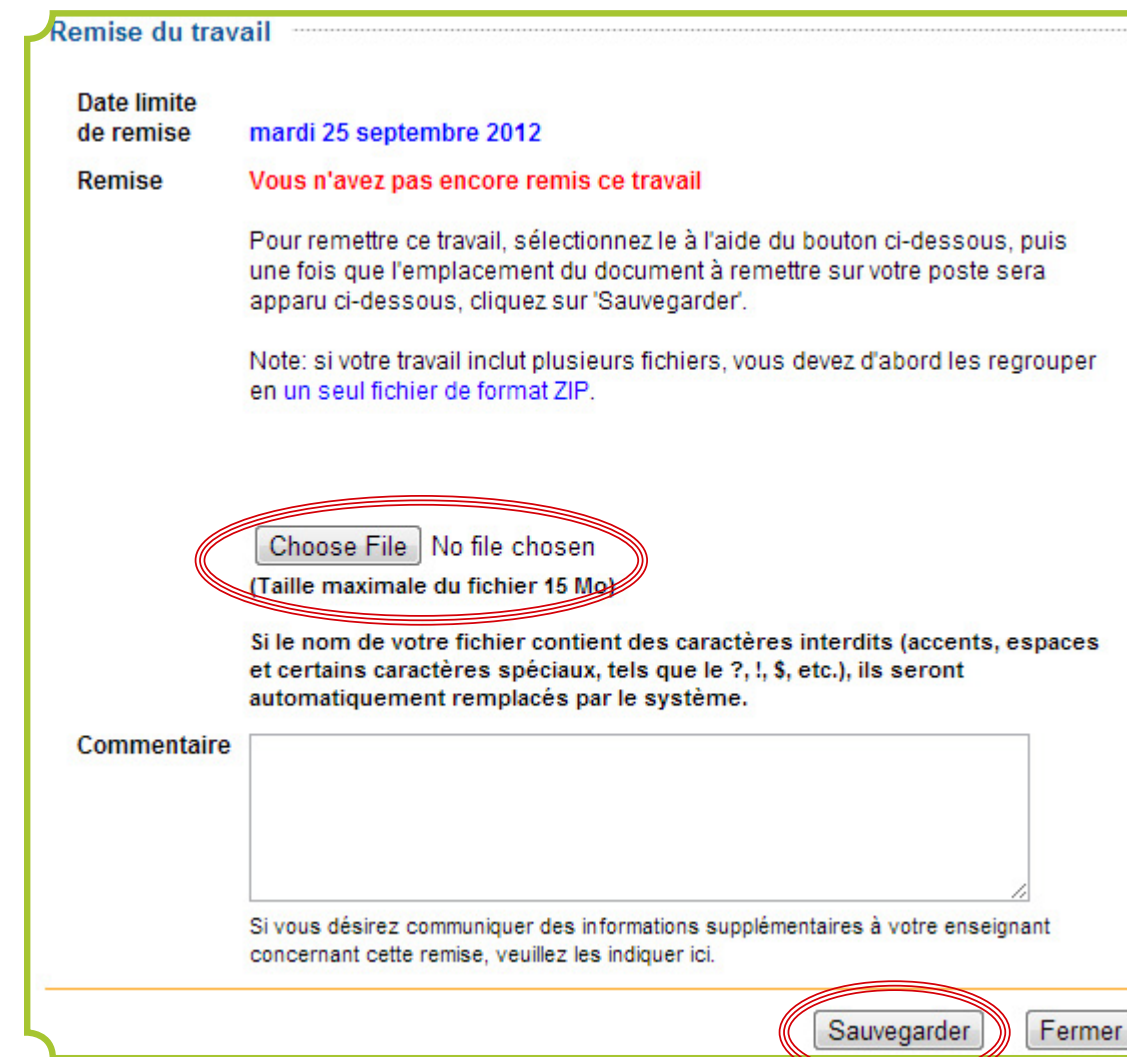 Remise du travail
Date limite
de remise mardi 25 septembre 2012
Remise Vous n'avez pas encore remis ce travail
Pour remettre ce travail, sélectionnez le à l'aide du bouton ci-dessous, puis
une fois que l'emplacement du document à remettre sur votre poste sera
apparu ci-dessous, cliquez sur 'Sauvegarder'.
Note: si votre travail inclut plusieurs fichiers, vous devez d'abord les regrouper
en un seul fichier de format ZIP.
Choose File No file chosen
(Taille maximale du fichier 15 Mo)
Si le nom de votre fichier contient des caractères interdits (accents, espaces
et certains caractères spéciaux, tels que le ?, !, $, etc.), ils seront
automatiquement remplacés par le système.
Commentaire
Si vous désirez communiquer des informations supplémentaires à votre enseignant
concernant cette remise, veuillez les indiquer ici.
Sauvegarder Fermer